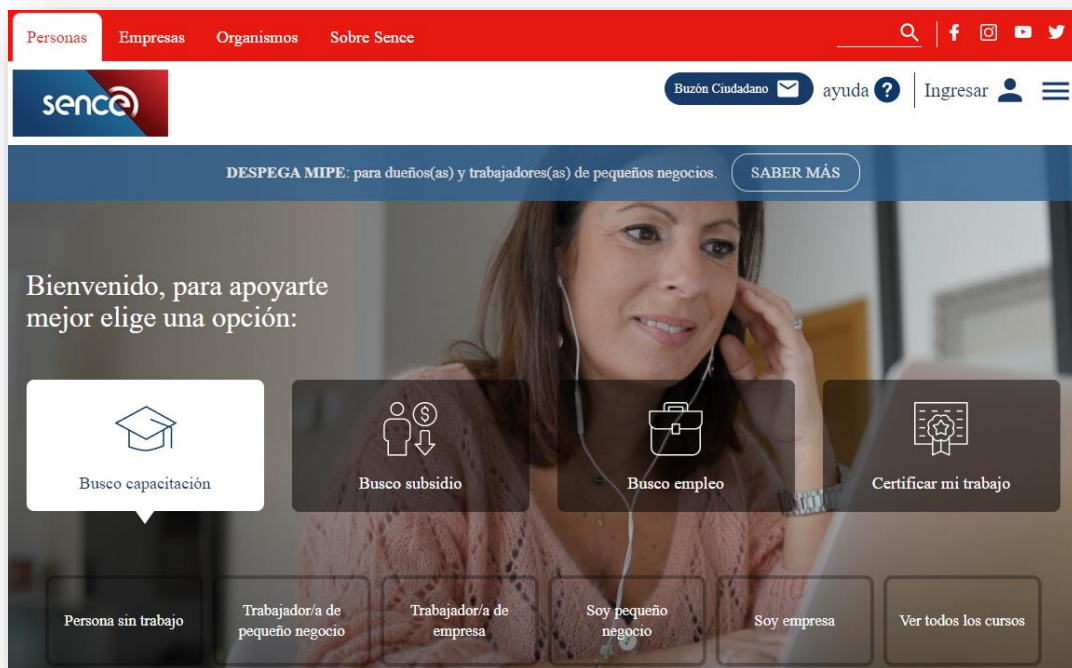 Personas Empresas Organismos Sobre Sence
sence
Buzón Ciudadano ayuda ? Ingresar
DESPEGA MIPE: para dueños(as) y trabajadores(as) de pequeños negocios. SABER MÁS
Bienvenido, para apoyarte
mejor elige una opción:
Busco capacitación
Busco subsidio
Busco empleo
Certificar mi trabajo
Persona sin trabajo
Trabajador/a de
pequeño negocio
Trabajador/a de
empresa
Soy pequeño
negocio
Soy empresa
Ver todos los cursos